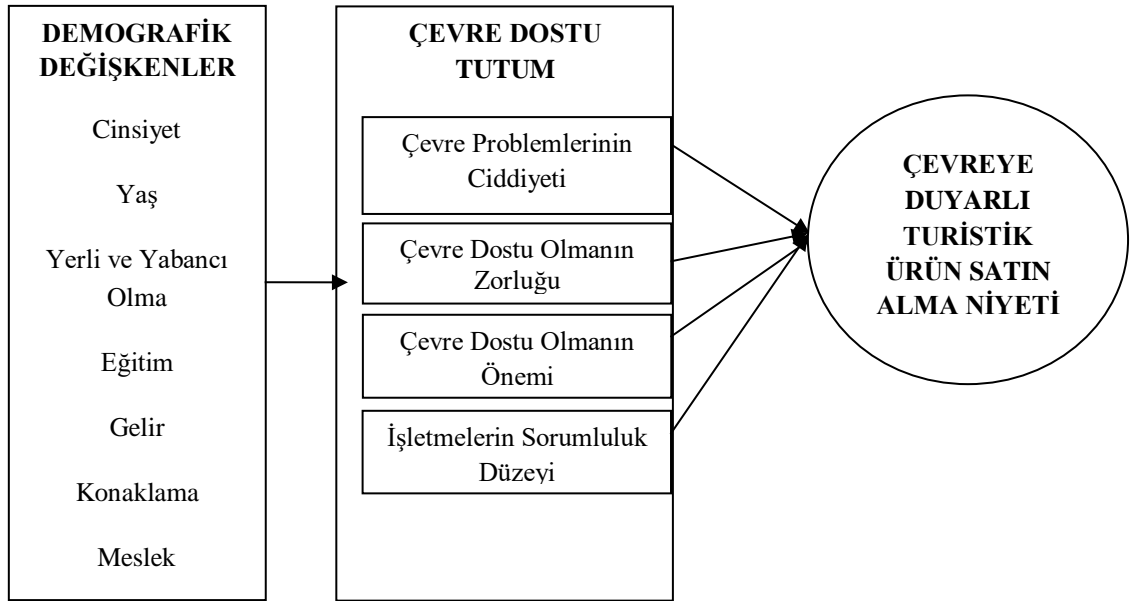 DEMOGRAFİK
DEĞİŞKENLER
Cinsiyet
Yaş
Yerli ve Yabancı
Olma
Eğitim
Gelir
Konaklama
Meslek
ÇEVRE DOSTU
TUTUM
Çevre Problemlerinin
Ciddiyeti
Çevre Dostu Olmanın
Zorluğu
Çevre Dostu Olmanın
Önemi
İşletmelerin Sorumluluk
Düzeyi
ÇEVREYE
DUYARLI
TURİSTİK
ÜRÜN SATIN
ALMA NİYETİ